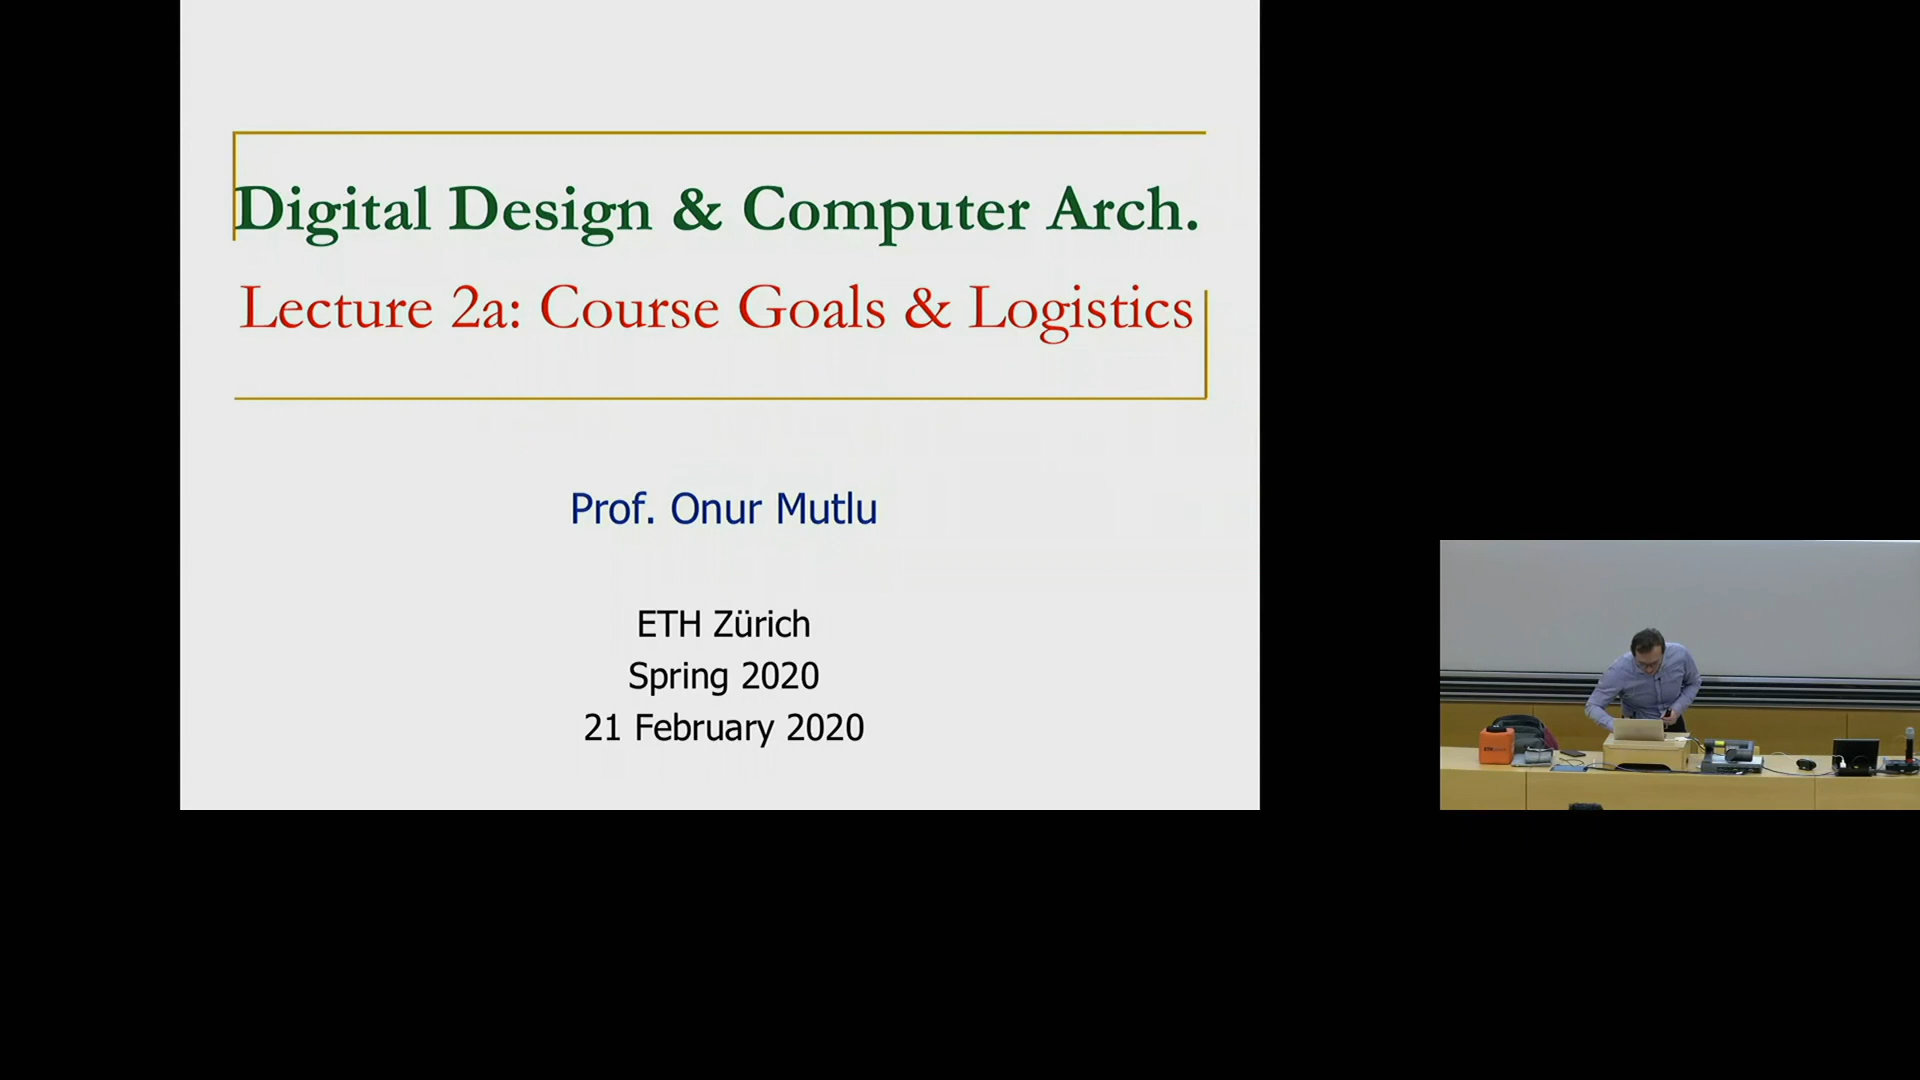 Digital Design & Computer Arch.
Lecture 2a: Course Goals & Logistics
Prof. Onur Mutlu
ETH Zürich
Spring 2020
21 February 2020